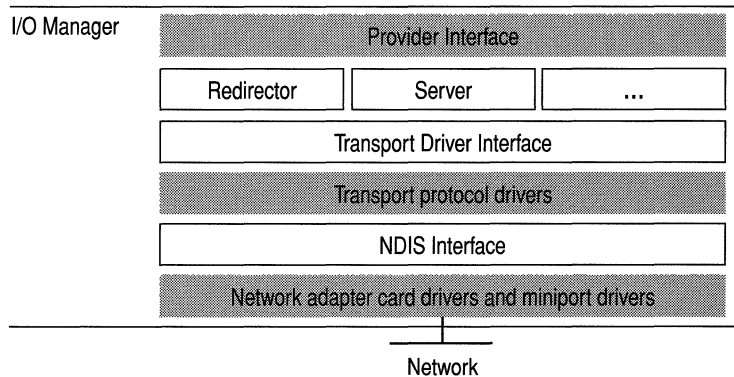 I/O Manager
Provider Interface
Redirector
Server
...
Transport Driver Interface
Transport protocol drivers
NDIS Interface
Network adapter card drivers and miniport drivers
Network